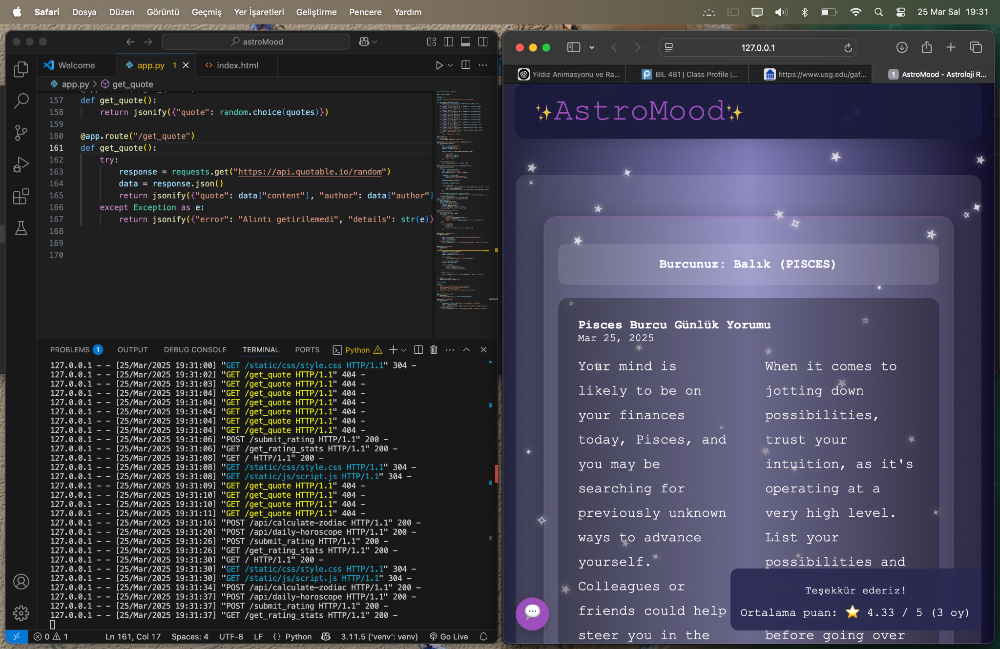 Safari Dosya Düzen Görüntü Geçmiş Yer İşaretleri Geliştirme Pencere Yardım 25 Mar Sal 19:31
astroMood
Welcome app.py 1 index.html
app.py > get_quote
157 def get_quote():
158 return jsonify({"quote": random.choice(quotes)})
159
160 @app.route("/get_quote")
161 def get_quote():
162 try:
163 response = requests.get("https://api.quotable.io/random")
164 data = response.json()
165 return jsonify({"quote": data["content"], "author": data["author"]
166 except Exception as e:
167 return jsonify({"error": "Alıntı getirilemedi", "details": str(e)}
168
169
170
PROBLEMS 1 OUTPUT DEBUG CONSOLE TERMINAL PORTS Python
127.0.0.1 - - [25/Mar/2025 19:31:00] "GET /static/css/style.css HTTP/1.1" 304 -
127.0.0.1 - - [25/Mar/2025 19:31:02] "GET /get_quote HTTP/1.1" 404 -
127.0.0.1 - - [25/Mar/2025 19:31:03] "GET /get_quote HTTP/1.1" 404 -
127.0.0.1 - - [25/Mar/2025 19:31:04] "GET /get_quote HTTP/1.1" 404 -
127.0.0.1 - - [25/Mar/2025 19:31:04] "GET /get_quote HTTP/1.1" 404 -
127.0.0.1 - - [25/Mar/2025 19:31:04] "GET /get_quote HTTP/1.1" 404 -
127.0.0.1 - - [25/Mar/2025 19:31:04] "GET /get_quote HTTP/1.1" 404 -
127.0.0.1 - - [25/Mar/2025 19:31:04] "GET /get_quote HTTP/1.1" 404 -
127.0.0.1 - - [25/Mar/2025 19:31:06] "POST /submit_rating HTTP/1.1" 200 -
127.0.0.1 - - [25/Mar/2025 19:31:06] "GET /get_rating_stats HTTP/1.1" 200 -
127.0.0.1 - - [25/Mar/2025 19:31:08] "GET / HTTP/1.1" 200 -
127.0.0.1 - - [25/Mar/2025 19:31:08] "GET /static/css/style.css HTTP/1.1" 304 -
127.0.0.1 - - [25/Mar/2025 19:31:08] "GET /static/js/script.js HTTP/1.1" 304 -
127.0.0.1 - - [25/Mar/2025 19:31:09] "GET /get_quote HTTP/1.1" 404 -
127.0.0.1 - - [25/Mar/2025 19:31:10] "GET /get_quote HTTP/1.1" 404 -
127.0.0.1 - - [25/Mar/2025 19:31:10] "GET /get_quote HTTP/1.1" 404 -
127.0.0.1 - - [25/Mar/2025 19:31:11] "GET /get_quote HTTP/1.1" 404 -
127.0.0.1 - - [25/Mar/2025 19:31:16] "POST /api/calculate-zodiac HTTP/1.1" 200 -
127.0.0.1 - - [25/Mar/2025 19:31:20] "POST /api/daily-horoscope HTTP/1.1" 200 -
127.0.0.1 - - [25/Mar/2025 19:31:26] "POST /submit_rating HTTP/1.1" 200 -
127.0.0.1 - - [25/Mar/2025 19:31:26] "GET /get_rating_stats HTTP/1.1" 200 -
127.0.0.1 - - [25/Mar/2025 19:31:30] "GET / HTTP/1.1" 200 -
127.0.0.1 - - [25/Mar/2025 19:31:30] "GET /static/css/style.css HTTP/1.1" 304 -
127.0.0.1 - - [25/Mar/2025 19:31:30] "GET /static/js/script.js HTTP/1.1" 304 -
127.0.0.1 - - [25/Mar/2025 19:31:34] "POST /api/calculate-zodiac HTTP/1.1" 200 -
127.0.0.1 - - [25/Mar/2025 19:31:37] "POST /api/daily-horoscope HTTP/1.1" 200 -
127.0.0.1 - - [25/Mar/2025 19:31:37] "POST /submit_rating HTTP/1.1" 200 -
127.0.0.1 - - [25/Mar/2025 19:31:37] "GET /get_rating_stats HTTP/1.1" 200 -
0 1 Ln 161, Col 17 Spaces: 4 UTF-8 LF {} Python 3.11.5 ('venv': venv) Go Live
127.0.0.1
Yıldız Animasyonu ve Ra... BIL 481 | Class Profile |... https://www.usg.edu/gaf... 1 AstroMood - Astroloji R...
✨AstroMood✨
Burcunuz: Balık (PISCES)
Pisces Burcu Günlük Yorumu
Mar 25, 2025
Your mind is
likely to be on
your finances
today, Pisces, and
you may be
searching for
previously unknown
ways to advance
yourself.
Colleagues or
friends could help
steer you in the
When it comes to
jotting down
possibilities,
trust your
intuition, as it's
operating at a
very high level.
List your
possibilities and
before going over
Teşekkür ederiz!
Ortalama puan: ⭐ 4.33 / 5 (3 oy)